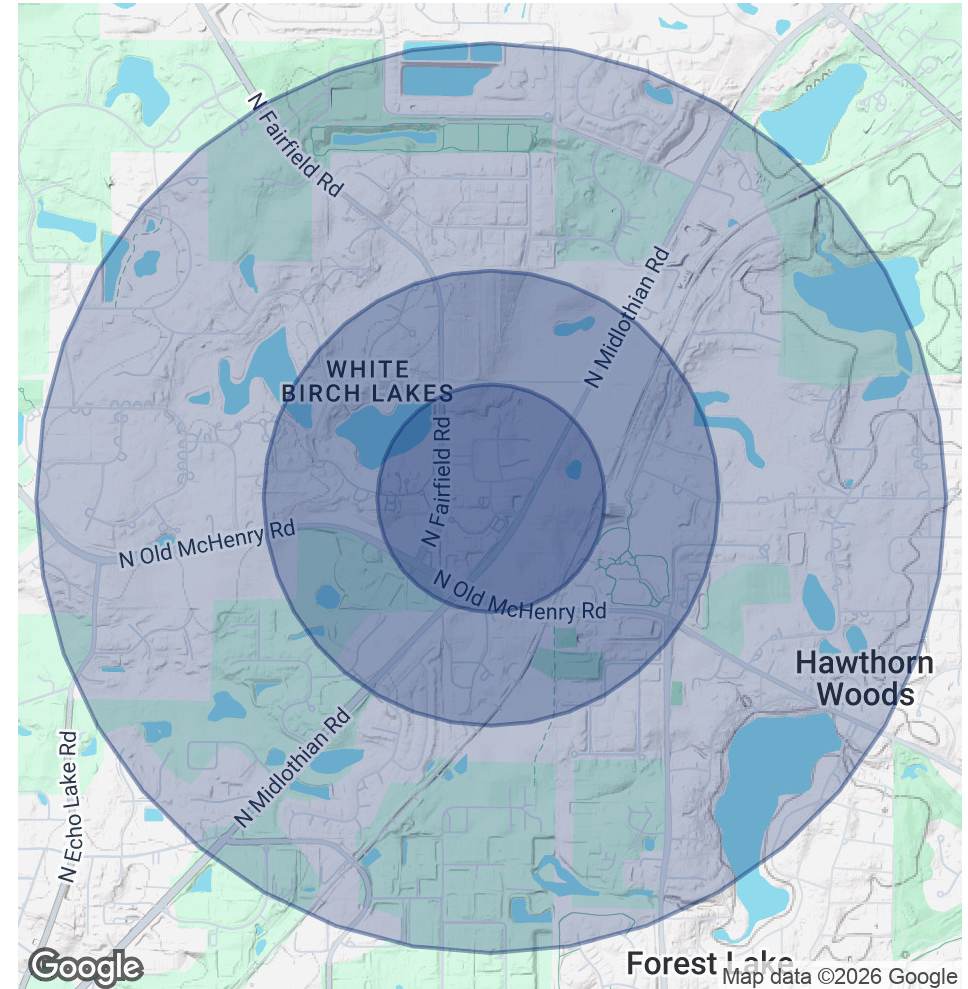 N Fairfield Rd
N Midlothian Rd
WHITE
BIRCH LAKES
N Fairfield Rd
N Old McHenry Rd
N Old McHenry Rd
Hawthorn
Woods
N Midlothian Rd
N Echo Lake Rd
Forest Lake
Google
Map data ©2026 Google